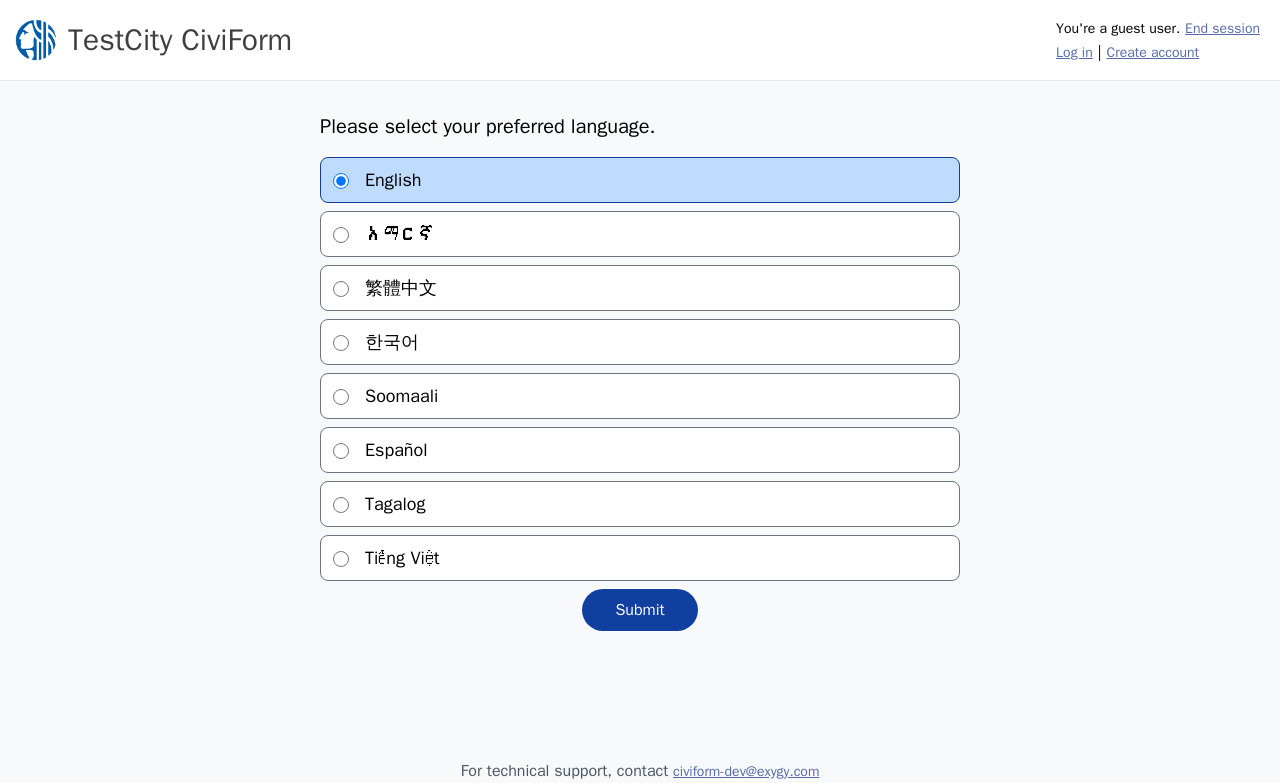 TestCity CiviForm
You're a guest user. End session
Log in | Create account
Please select your preferred language.
English
አማርኛ
繁體中文
한국어
Soomaali
Español
Tagalog
Tiếng Việt
Submit
For technical support, contact civiform-dev@exygy.com